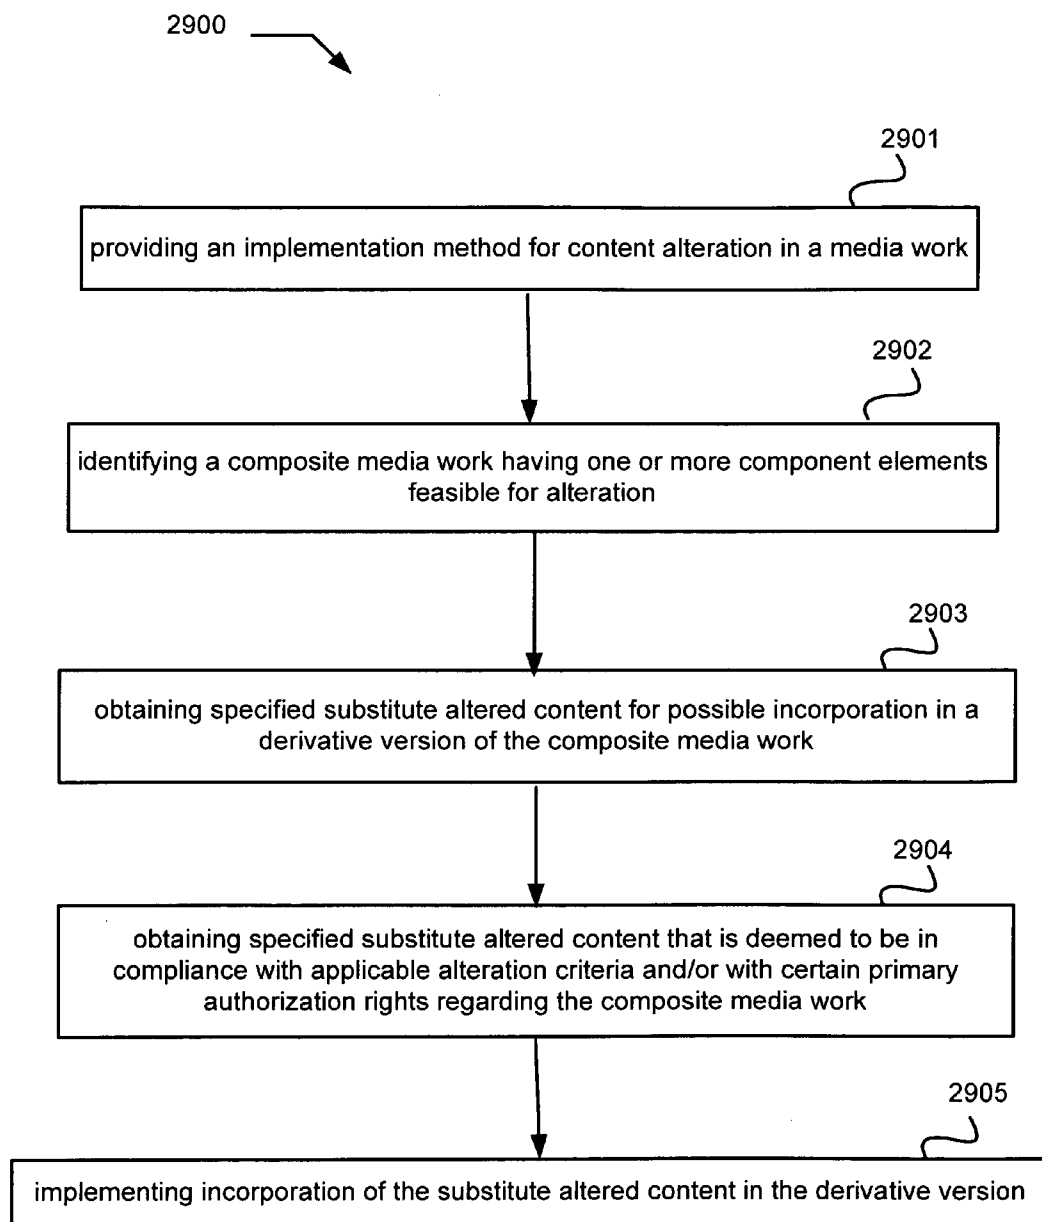 2900
2901
providing an implementation method for content alteration in a media work
2902
identifying a composite media work having one or more component elements
feasible for alteration
2903
obtaining specified substitute altered content for possible incorporation in a
derivative version of the composite media work
2904
obtaining specified substitute altered content that is deemed to be in
compliance with applicable alteration criteria and/or with certain primary
authorization rights regarding the composite media work
2905
implementing incorporation of the substitute altered content in the derivative version